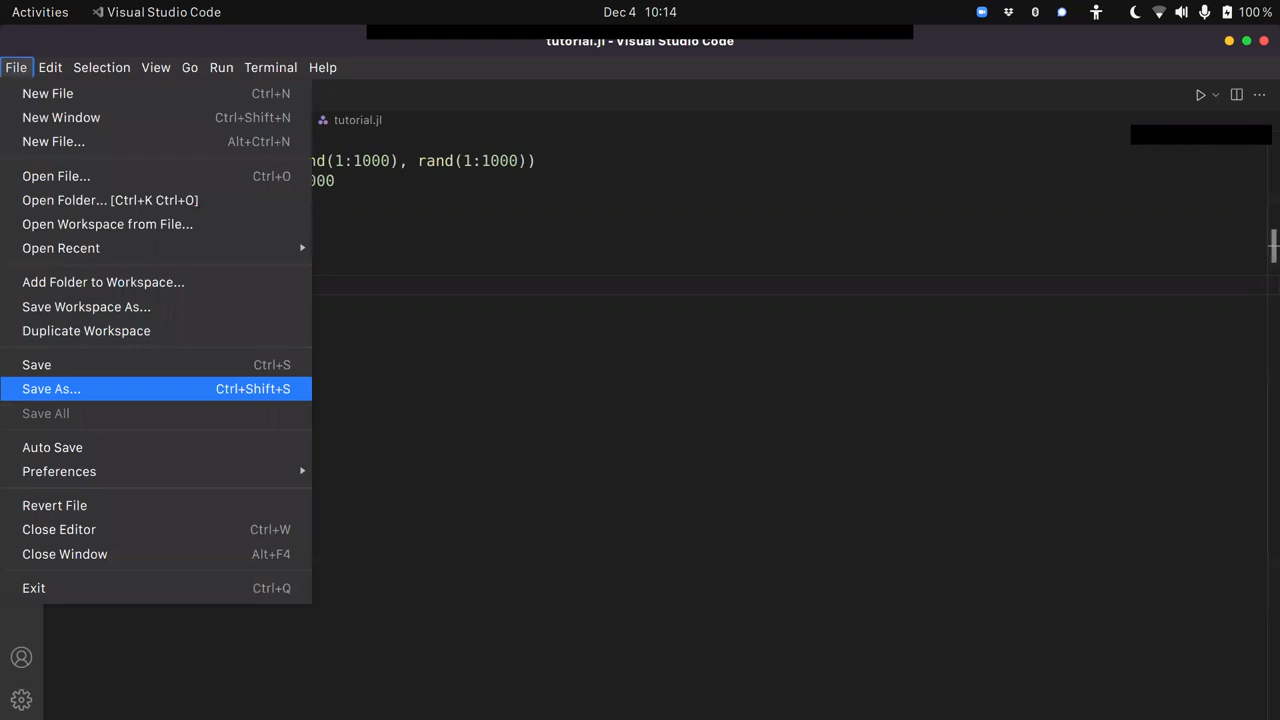 Activities Visual Studio Code Dec 4 10:14 100 %
tutorial.jl - Visual Studio Code
File Edit Selection View Go Run Terminal Help
New File Ctrl+N
New Window Ctrl+Shift+N
tutorial.jl
New File... Alt+Ctrl+N
nd(1:1000), rand(1:1000))
Open File... Ctrl+O
000
Open Folder... [Ctrl+K Ctrl+O]
Open Workspace from File...
Open Recent
Add Folder to Workspace...
Save Workspace As...
Duplicate Workspace
Save Ctrl+S
Save As... Ctrl+Shift+S
Save All
Auto Save
Preferences
Revert File
Close Editor Ctrl+W
Close Window Alt+F4
Exit Ctrl+Q